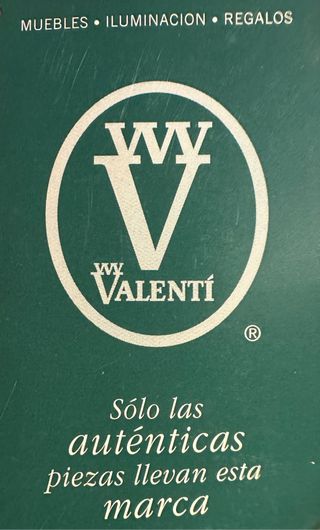 MUEBLES • ILUMINACION • REGALOS
VVV
V
VVV
VALENTÍ
®
Sólo las
auténticas
piezas llevan esta
marca